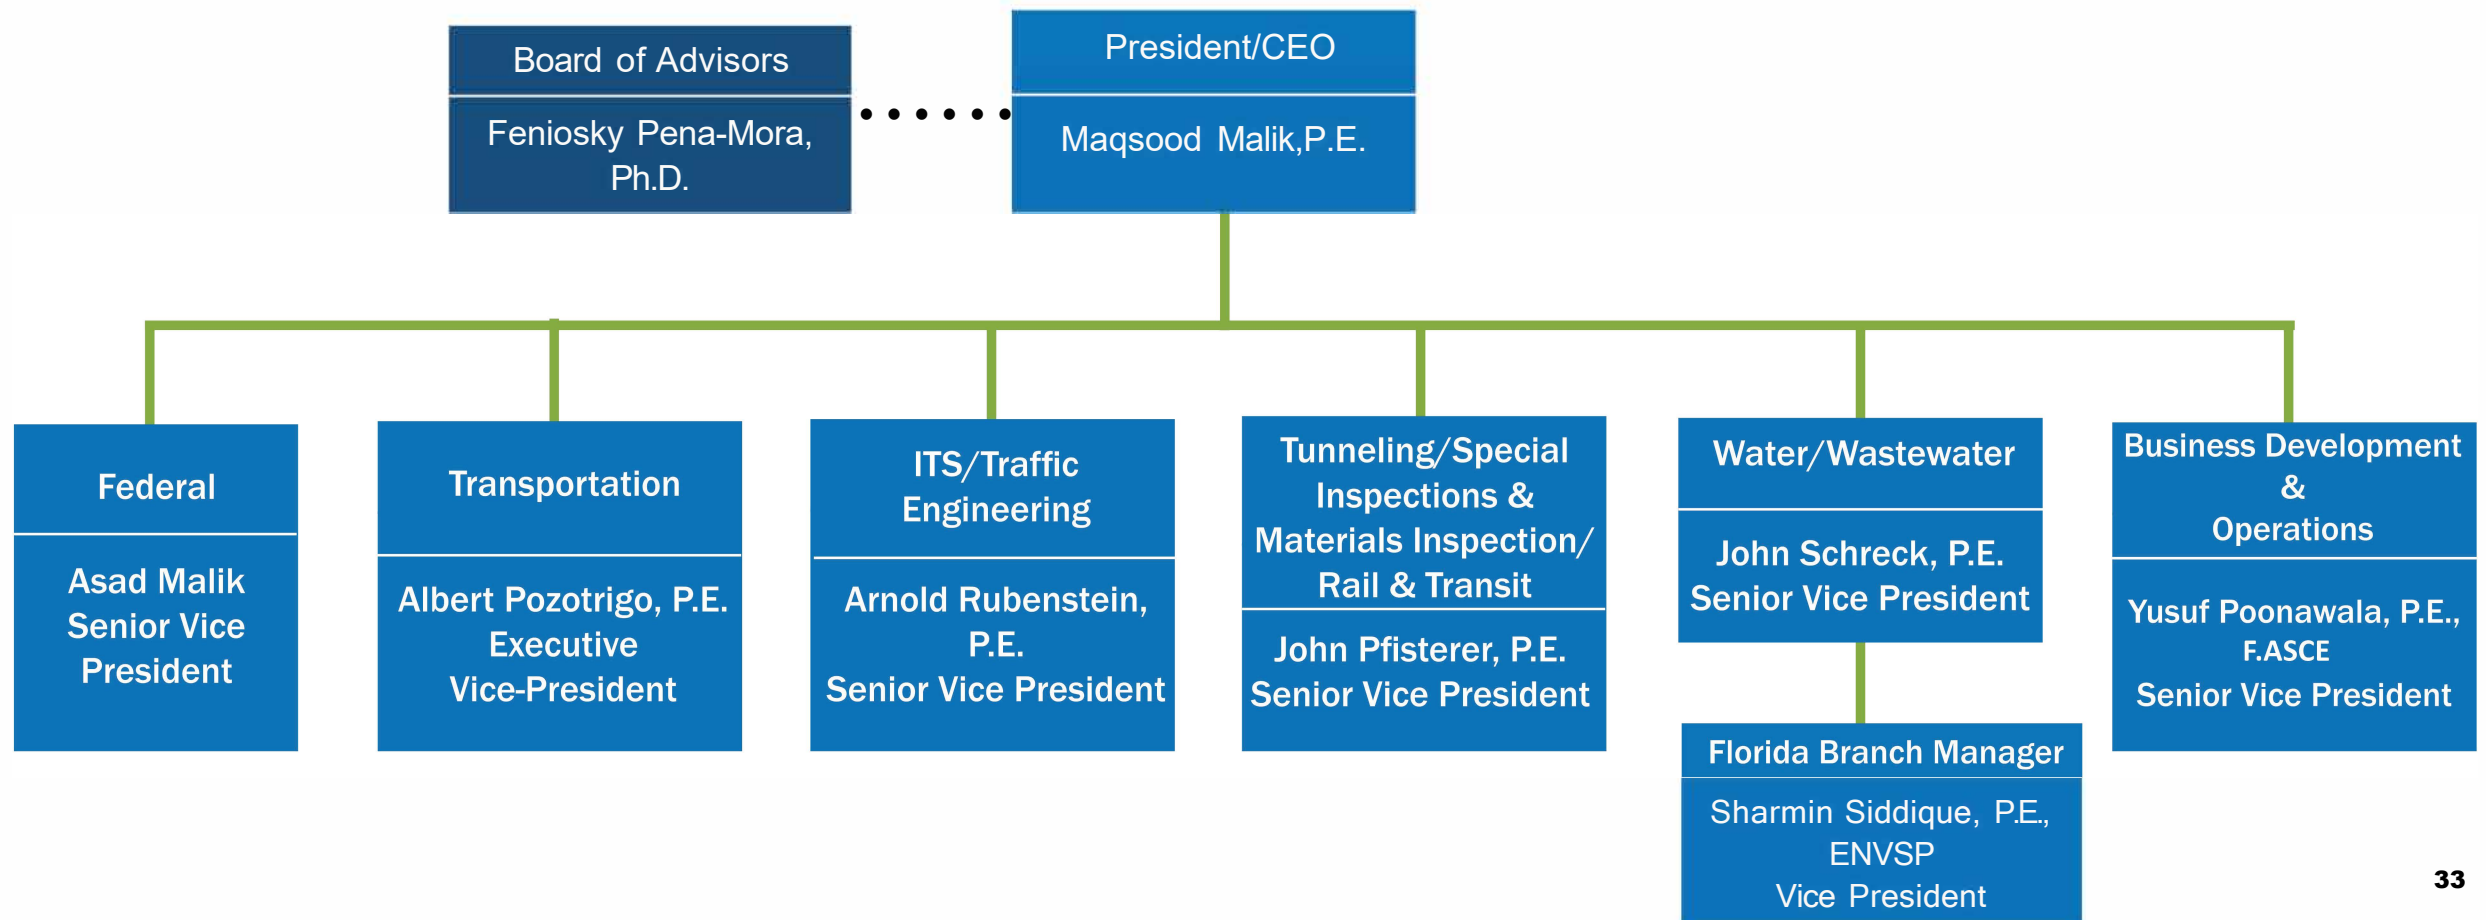 Board of Advisors
Feniosky Pena-Mora,
Ph.D.
President/CEO
Maqsood Malik,P.E.
Federal
Asad Malik
Senior Vice
President
Transportation
Albert Pozotrigo, P.E.
Executive
Vice-President
ITS/Traffic
Engineering
Arnold Rubenstein,
P.E.
Senior Vice President
Tunneling/Special
Inspections &
Materials Inspection/
Rail & Transit
John Pfisterer, P.E.
Senior Vice President
Water/Wastewater
John Schreck, P.E.
Senior Vice President
Florida Branch Manager
Sharmin Siddique, P.E.,
ENVSP
Vice President
Business Development
&
Operations
Yusuf Poonawala, P.E.,
F.ASCE
Senior Vice President
33